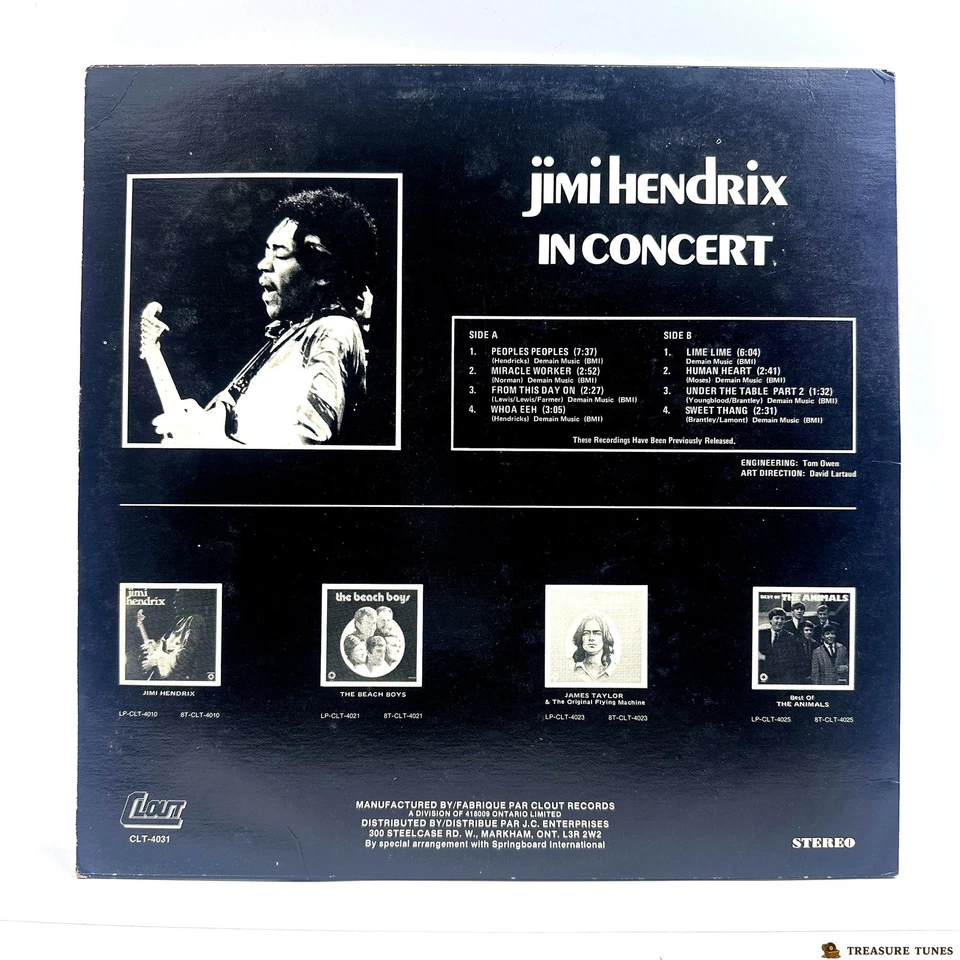 jimi HENdrix
IN CONCERT
SIDE A
1. PEOPLES PEOPLES (7:37)
(Hendricks) Demain Music (BMI)
2. MIRACLE WORKER (2:52)
(Norman) Demain Music (BMI)
3. FROM THIS DAY ON (2:27)
(Lewis/Lewis/Farmer) Demain Music (BMI)
4. WHOA EEH (3:05)
(Hendricks) Demain Music (BMI)
SIDE B
1. LIME LIME (6:04)
Demain Music (BMI)
2. HUMAN HEART (2:41)
(Moses) Demain Music (BMI)
3. UNDER THE TABLE PART 2 (1:32)
(Youngblood/Brantley) Demain Music (BMI)
4. SWEET THANG (2:31)
(Brantley/Lamont) Demain Music (BMI)
These Recordings Have Been Previously Released.
ENGINEERING: Tom Owen
ART DIRECTION: David Lartaud
jimi
hendrix
JIMI HENDRIX
LP-CLT-4010 8T-CLT-4010
the beach boys
THE BEACH BOYS
LP-CLT-4021 8T-CLT-4021
JAMES TAYLOR
& The Original Flying Machine
LP-CLT-4023 8T-CLT-4023
BEST OF THE ANIMALS
Best Of
THE ANIMALS
LP-CLT-4025 8T-CLT-4025
CLOUT
CLT-4031
MANUFACTURED BY/FABRIQUE PAR CLOUT RECORDS
A DIVISION OF 418009 ONTARIO LIMITED
DISTRIBUTED BY/DISTRIBUE PAR J.C. ENTERPRISES
300 STEELCASE RD. W., MARKHAM, ONT. L3R 2W2
By special arrangement with Springboard International
STEREO
TREASURE TUNES